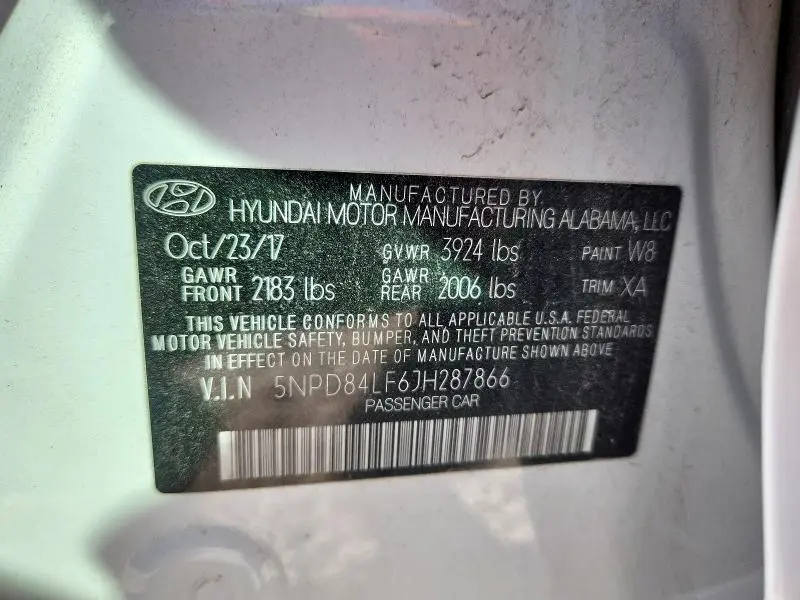 MANUFACTURED BY
HYUNDAI MOTOR MANUFACTURING ALABAMA, LLC
Oct/23/17 GVWR 3924 lbs PAINT W8
GAWR FRONT 2183 lbs GAWR REAR 2006 lbs TRIM XA
THIS VEHICLE CONFORMS TO ALL APPLICABLE U.S.A. FEDERAL
MOTOR VEHICLE SAFETY, BUMPER, AND THEFT PREVENTION STANDARDS
IN EFFECT ON THE DATE OF MANUFACTURE SHOWN ABOVE
V.I.N 5NPD84LF6JH287866
PASSENGER CAR